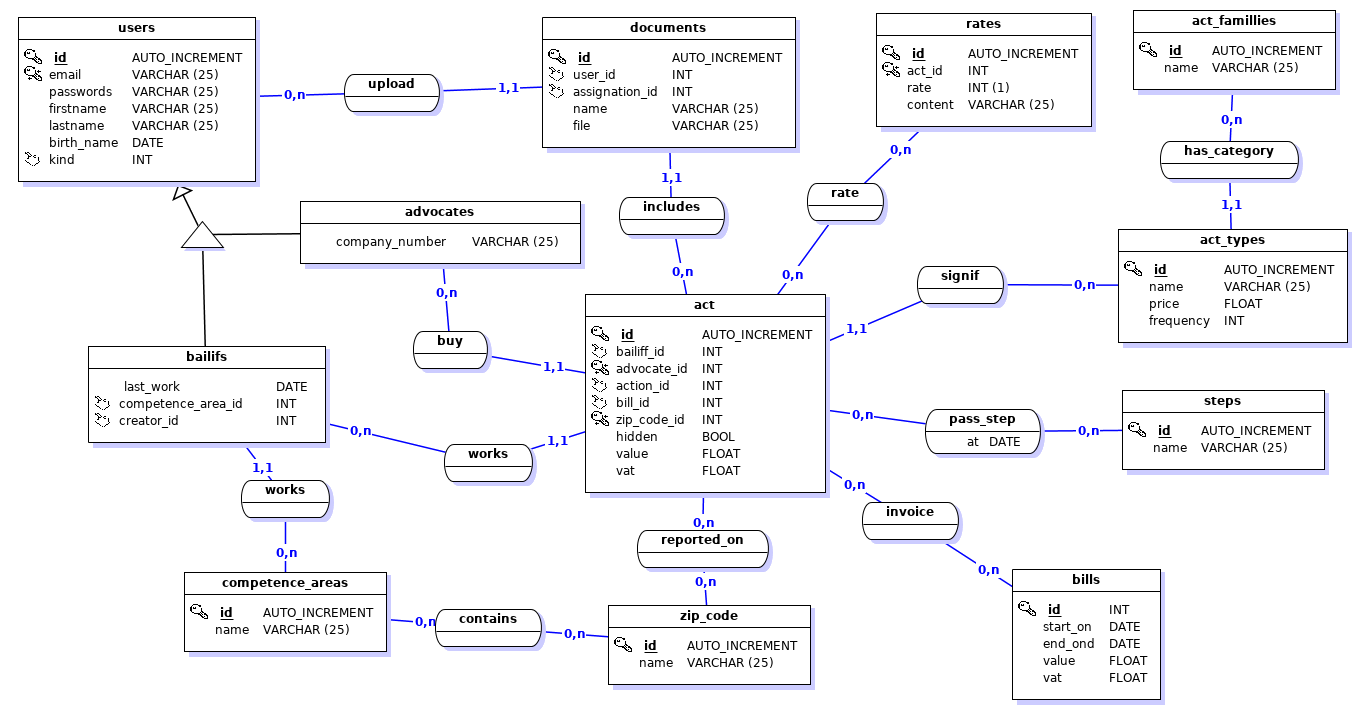 users
id AUTO_INCREMENT
email VARCHAR (25)
passwords VARCHAR (25)
firstname VARCHAR (25)
lastname VARCHAR (25)
birth_name DATE
kind INT
0,n
upload
1,1
documents
id AUTO_INCREMENT
user_id INT
assignation_id INT
name VARCHAR (25)
file VARCHAR (25)
rates
id AUTO_INCREMENT
act_id INT
rate INT (1)
content VARCHAR (25)
act_famillies
id AUTO_INCREMENT
name VARCHAR (25)
0,n
has_category
1,1
1,1
includes
0,n
0,n
rate
0,n
advocates
company_number VARCHAR (25)
0,n
buy
1,1
act_types
id AUTO_INCREMENT
name VARCHAR (25)
price FLOAT
frequency INT
signif
0,n
1,1
act
id AUTO_INCREMENT
bailiff_id INT
advocate_id INT
action_id INT
bill_id INT
zip_code_id INT
hidden BOOL
value FLOAT
vat FLOAT
bailifs
last_work DATE
competence_area_id INT
creator_id INT
0,n
works
1,1
0,n
pass_step
at DATE
0,n
steps
id AUTO_INCREMENT
name VARCHAR (25)
1,1
works
0,n
0,n
invoice
0,n
0,n
reported_on
0,n
competence_areas
id AUTO_INCREMENT
name VARCHAR (25)
0,n
contains
0,n
zip_code
id AUTO_INCREMENT
name VARCHAR (25)
bills
id INT
start_on DATE
end_ond DATE
value FLOAT
vat FLOAT